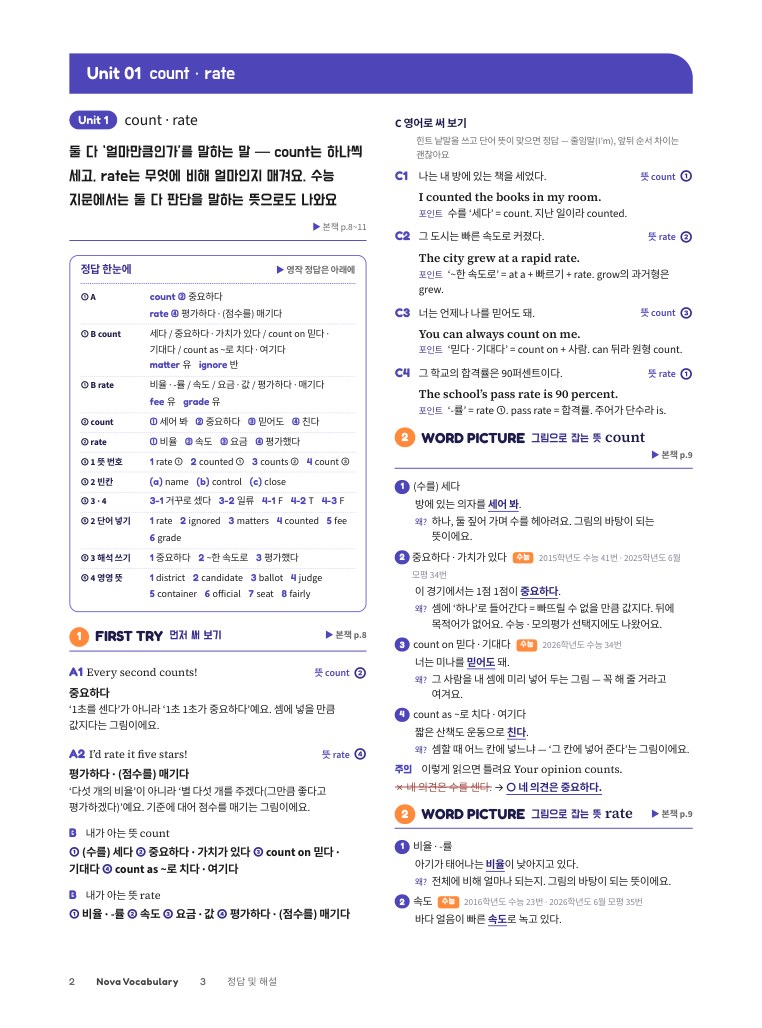 Unit 01 count · rate
Unit 1 count · rate
둘 다 '얼마만큼인가'를 말하는 말 — count는 하나씩
세고, rate는 무엇에 비해 얼마인지 매겨요. 수능
지문에서는 둘 다 판단을 말하는 뜻으로도 나와요
▶ 본책 p.8~11
정답 한눈에 ▶ 영작 정답은 아래에
① A count ② 중요하다
rate ④ 평가하다 · (점수를) 매기다
① B count 세다 / 중요하다 · 가치가 있다 / count on 믿다 ·
기대다 / count as ~로 치다 · 여기다
matter 유 ignore 반
① B rate 비율 · -률 / 속도 / 요금 · 값 / 평가하다 · 매기다
fee 유 grade 유
② count ① 세어 봐 ② 중요하다 ③ 믿어도 ④ 친다
② rate ① 비율 ② 속도 ③ 요금 ④ 평가했다
③ 1 뜻 번호 1 rate ① 2 counted ① 3 counts ② 4 count ③
③ 2 빈칸 (a) name (b) control (c) close
③ 3 · 4 3-1 거꾸로 셌다 3-2 일류 4-1 F 4-2 T 4-3 F
③ 2 단어 넣기 1 rate 2 ignored 3 matters 4 counted 5 fee
6 grade
③ 3 해석 쓰기 1 중요하다 2 ~한 속도로 3 평가했다
③ 4 영영 뜻 1 district 2 candidate 3 ballot 4 judge
5 container 6 official 7 seat 8 fairly
1 FIRST TRY 먼저 써 보기 ▶ 본책 p.8
A1 Every second counts! 뜻 count ②
중요하다
'1초를 센다'가 아니라 '1초 1초가 중요하다'예요. 셈에 넣을 만큼
값지다는 그림이에요.
A2 I'd rate it five stars! 뜻 rate ④
평가하다 · (점수를) 매기다
'다섯 개의 비율'이 아니라 '별 다섯 개를 주겠다(그만큼 좋다고
평가하겠다)'예요. 기준에 대어 점수를 매기는 그림이에요.
B 내가 아는 뜻 count
① (수를) 세다 ② 중요하다 · 가치가 있다 ③ count on 믿다 ·
기대다 ④ count as ~로 치다 · 여기다
B 내가 아는 뜻 rate
① 비율 · -률 ② 속도 ③ 요금 · 값 ④ 평가하다 · (점수를) 매기다
C 영어로 써 보기
힌트 낱말을 쓰고 단어 뜻이 맞으면 정답 — 줄임말(I'm), 앞뒤 순서 차이는
괜찮아요
C1 나는 내 방에 있는 책을 세었다. 뜻 count ①
I counted the books in my room.
포인트 수를 '세다' = count. 지난 일이라 counted.
C2 그 도시는 빠른 속도로 커졌다. 뜻 rate ②
The city grew at a rapid rate.
포인트 '~한 속도로' = at a + 빠르기 + rate. grow의 과거형은
grew.
C3 너는 언제나 나를 믿어도 돼. 뜻 count ③
You can always count on me.
포인트 '믿다 · 기대다' = count on + 사람. can 뒤라 원형 count.
C4 그 학교의 합격률은 90퍼센트이다. 뜻 rate ①
The school's pass rate is 90 percent.
포인트 '-률' = rate ①. pass rate = 합격률. 주어가 단수라 is.
2 WORD PICTURE 그림으로 잡는 뜻 count
▶ 본책 p.9
1 (수를) 세다
방에 있는 의자를 세어 봐.
왜? 하나, 둘 짚어 가며 수를 헤아려요. 그림의 바탕이 되는
뜻이에요.
2 중요하다 · 가치가 있다 수능 2015학년도 수능 41번 · 2025학년도 6월
모평 34번
이 경기에서는 1점 1점이 중요하다.
왜? 셈에 '하나'로 들어간다 = 빠뜨릴 수 없을 만큼 값지다. 뒤에
목적어가 없어요. 수능 · 모의평가 선택지에도 나왔어요.
3 count on 믿다 · 기대다 수능 2026학년도 수능 34번
너는 미나를 믿어도 돼.
왜? 그 사람을 내 셈에 미리 넣어 두는 그림 — 꼭 해 줄 거라고
여겨요.
4 count as ~로 치다 · 여기다
짧은 산책도 운동으로 친다.
왜? 셈할 때 어느 칸에 넣느냐 — '그 칸에 넣어 준다'는 그림이에요.
주의 이렇게 읽으면 틀려요 Your opinion counts.
✕ 네 의견은 수를 센다. → ○ 네 의견은 중요하다.
2 WORD PICTURE 그림으로 잡는 뜻 rate ▶ 본책 p.9
1 비율 · -률
아기가 태어나는 비율이 낮아지고 있다.
왜? 전체에 비해 얼마나 되는지. 그림의 바탕이 되는 뜻이에요.
2 속도 수능 2016학년도 수능 23번 · 2026학년도 6월 모평 35번
바다 얼음이 빠른 속도로 녹고 있다.
2 Nova Vocabulary 3 정답 및 해설